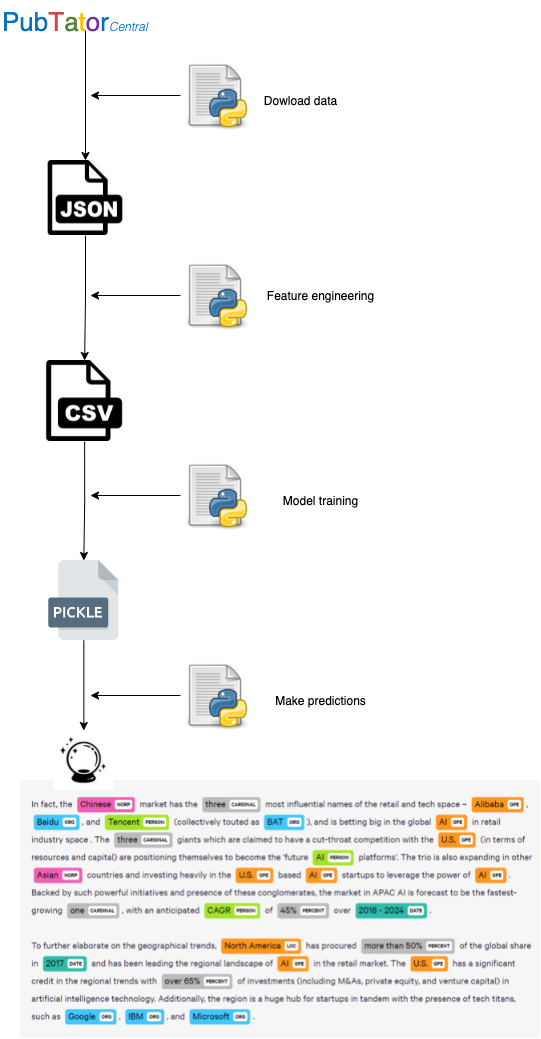 PubTatorCentral
Dowload data
JSON
Feature engineering
CSV
Model training
PICKLE
Make predictions
In fact, the Chinese NORP market has the three CARDINAL most influential names of the retail and tech space – Alibaba GPE ,
Baidu ORG , and Tencent PERSON (collectively touted as BAT ORG ), and is betting big in the global AI GPE in retail
industry space . The three CARDINAL giants which are claimed to have a cut-throat competition with the U.S. GPE (in terms of
resources and capital) are positioning themselves to become the 'future AI PERSON platforms'. The trio is also expanding in other
Asian NORP countries and investing heavily in the U.S. GPE based AI GPE startups to leverage the power of AI GPE .
Backed by such powerful initiatives and presence of these conglomerates, the market in APAC AI is forecast to be the fastest-
growing one CARDINAL , with an anticipated CAGR PERSON of 45% PERCENT over 2018 - 2024 DATE .
To further elaborate on the geographical trends, North America LOC has procured more than 50% PERCENT of the global share
in 2017 DATE and has been leading the regional landscape of AI GPE in the retail market. The U.S. GPE has a significant
credit in the regional trends with over 65% PERCENT of investments (including M&As, private equity, and venture capital) in
artificial intelligence technology. Additionally, the region is a huge hub for startups in tandem with the presence of tech titans,
such as Google ORG , IBM ORG , and Microsoft ORG .